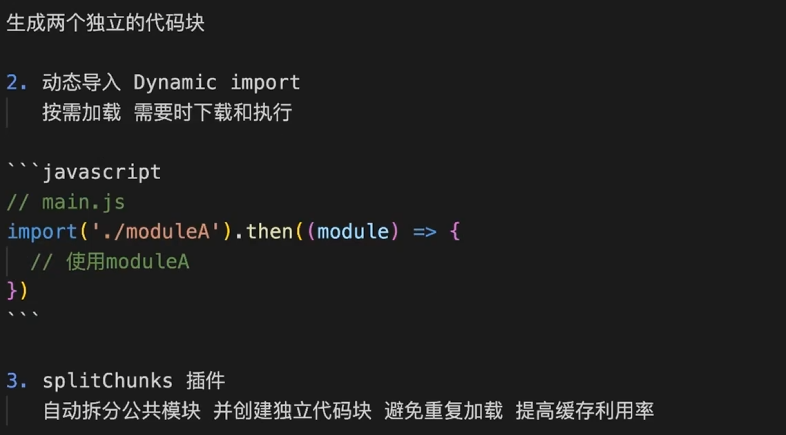 生成两个独立的代码块
2. 动态导入 Dynamic import
按需加载 需要时下载和执行
```javascript
// main.js
import('./moduleA').then((module) => {
// 使用moduleA
})
```
3. splitChunks 插件
自动拆分公共模块 并创建独立代码块 避免重复加载 提高缓存利用率